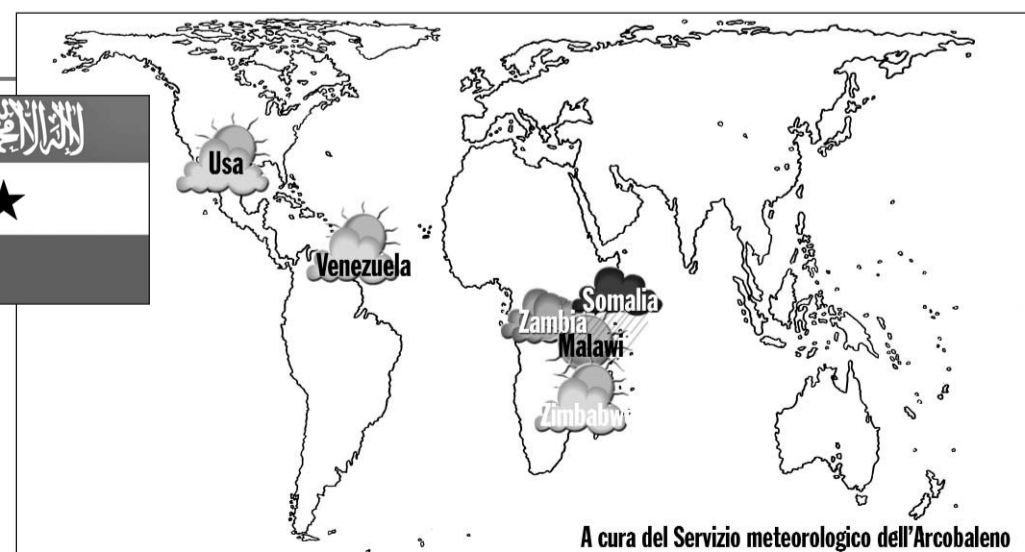 Usa
Venezuela
Somalia
Zambia
Malawi
Zimbabw
A cura del Servizio meteorologico dell'Arcobaleno